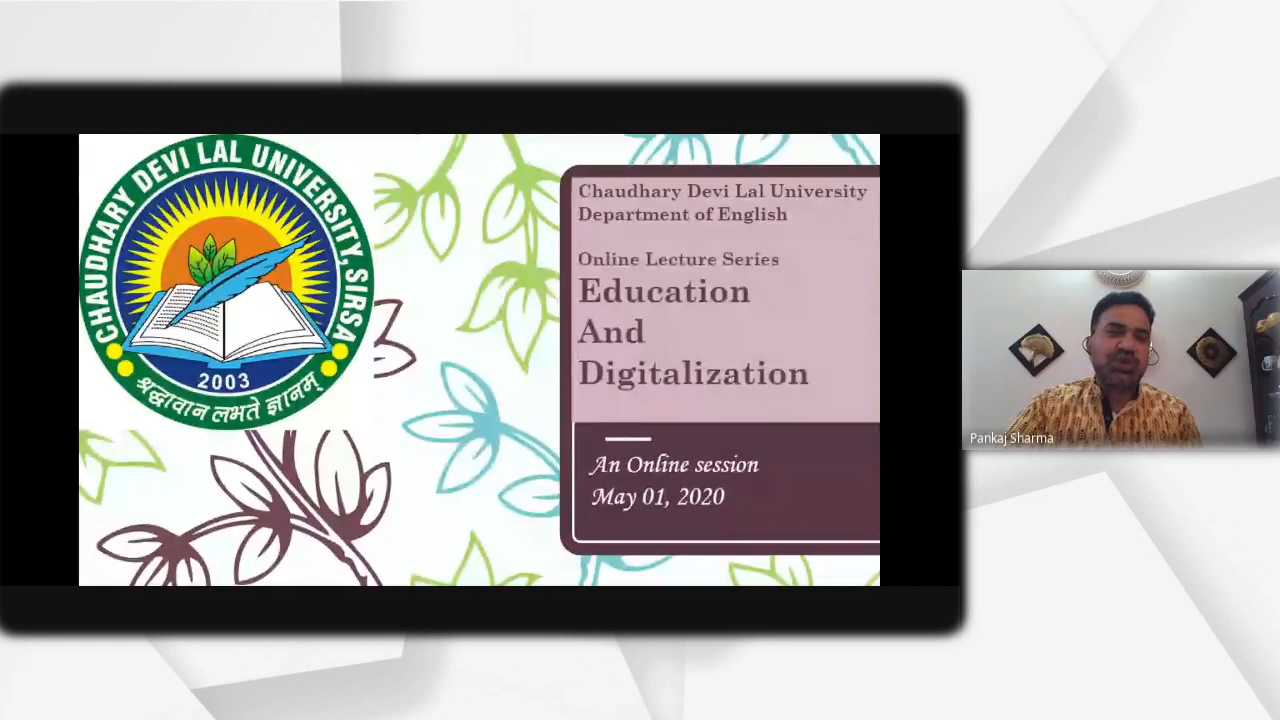 CHAUDHARY DEVI LAL UNIVERSITY, SIRSA
2003
श्रद्धावान लभते ज्ञानम्
Chaudhary Devi Lal University
Department of English
Online Lecture Series
Education
And
Digitalization
An Online session
May 01, 2020
Pankaj Sharma